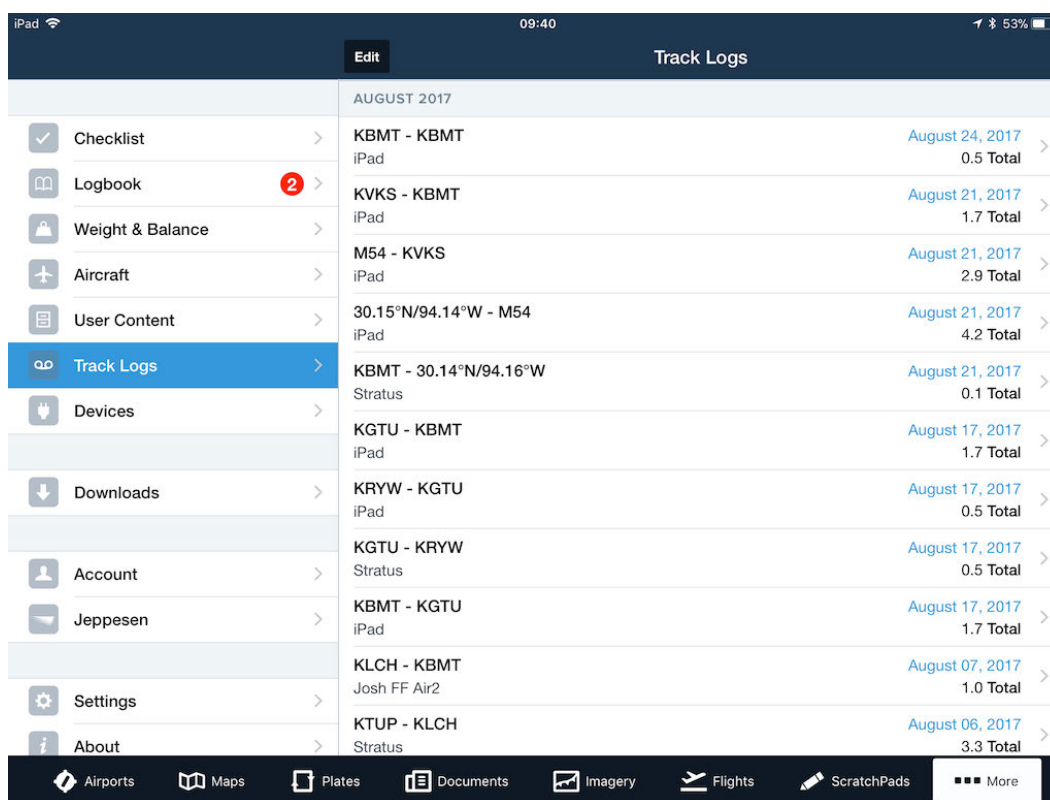 iPad 09:40 53%
Edit Track Logs
Checklist
Logbook 2
Weight & Balance
Aircraft
User Content
Track Logs
Devices
Downloads
Account
Jeppesen
Settings
About
AUGUST 2017
KBMT - KBMT August 24, 2017
iPad 0.5 Total
KVKS - KBMT August 21, 2017
iPad 1.7 Total
M54 - KVKS August 21, 2017
iPad 2.9 Total
30.15°N/94.14°W - M54 August 21, 2017
iPad 4.2 Total
KBMT - 30.14°N/94.16°W August 21, 2017
Stratus 0.1 Total
KGTU - KBMT August 17, 2017
iPad 1.7 Total
KRYW - KGTU August 17, 2017
iPad 0.5 Total
KGTU - KRYW August 17, 2017
Stratus 0.5 Total
KBMT - KGTU August 17, 2017
iPad 1.7 Total
KLCH - KBMT August 07, 2017
Josh FF Air2 1.0 Total
KTUP - KLCH August 06, 2017
Stratus 3.3 Total
Airports Maps Plates Documents Imagery Flights ScratchPads More